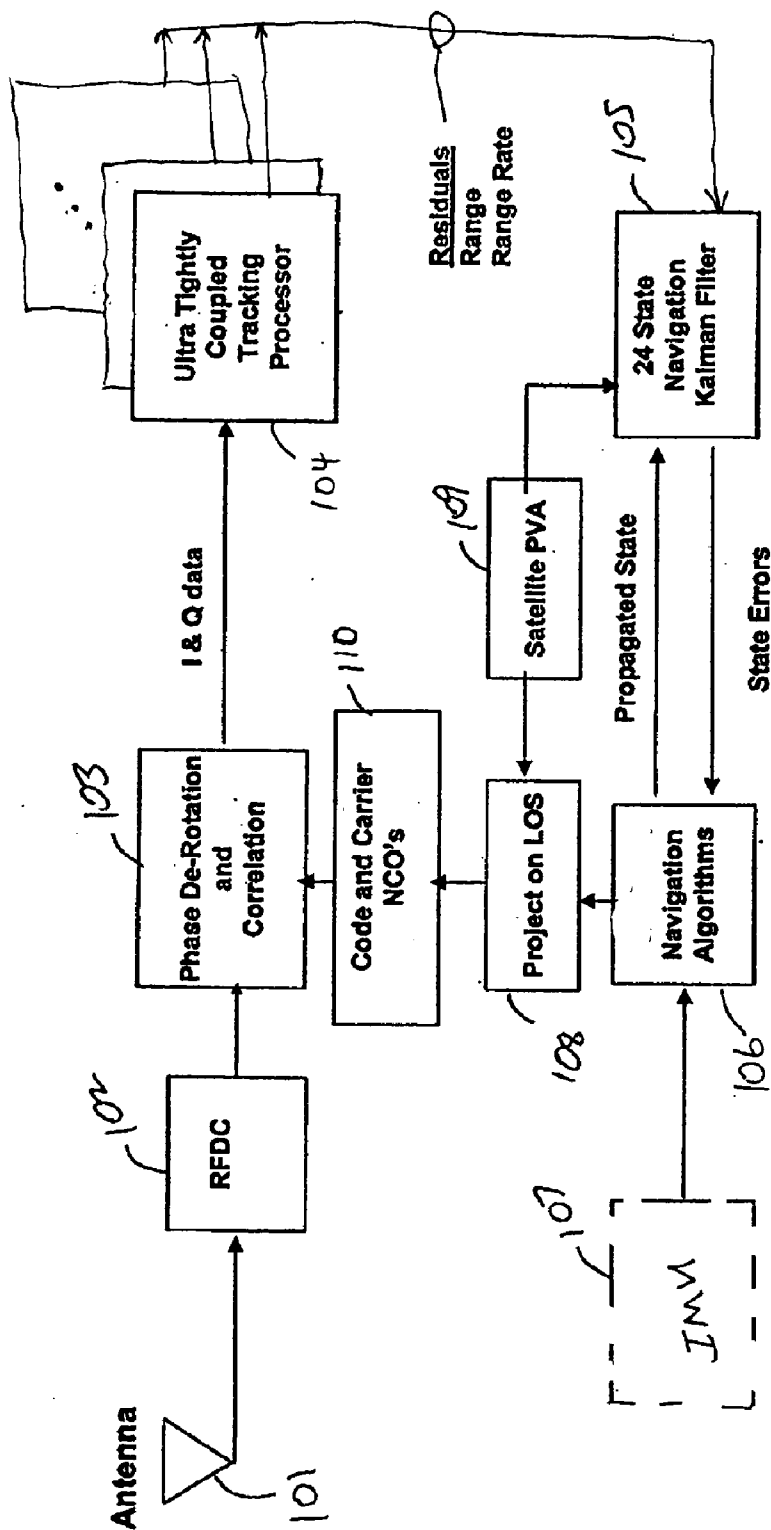 Antenna
101
102
RFDC
103
Phase De-Rotation
and
Correlation
I & Q data
Ultra Tightly
Coupled
Tracking
Processor
104
110
Code and Carrier
NCO's
Residuals
Range
Range Rate
109
Satellite PVA
Project on LOS
108
105
24 State
Navigation
Kalman Filter
Propagated State
State Errors
Navigation
Algorithms
106
107
IMU